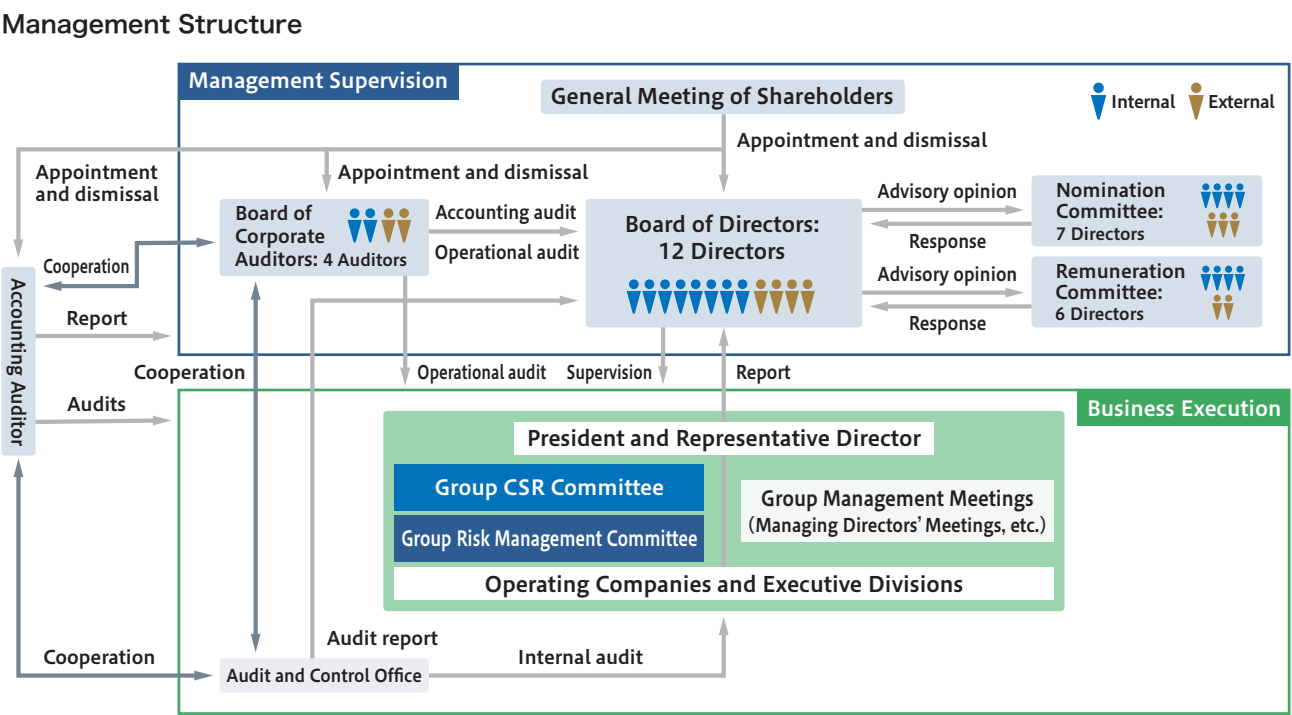 Management Structure
Management Supervision
General Meeting of Shareholders
Internal
External
Appointment and dismissal
Appointment
and dismissal
Appointment and dismissal
Board of
Corporate
Auditors: 4 Auditors
Accounting audit
Operational audit
Board of Directors:
12 Directors
Advisory opinion
Response
Nomination
Committee:
7 Directors
Advisory opinion
Response
Remuneration
Committee:
6 Directors
Cooperation
Accounting Auditor
Report
Audits
Cooperation
Operational audit
Supervision
Report
Business Execution
President and Representative Director
Group CSR Committee
Group Risk Management Committee
Group Management Meetings
(Managing Directors' Meetings, etc.)
Operating Companies and Executive Divisions
Audit report
Cooperation
Audit and Control Office
Internal audit